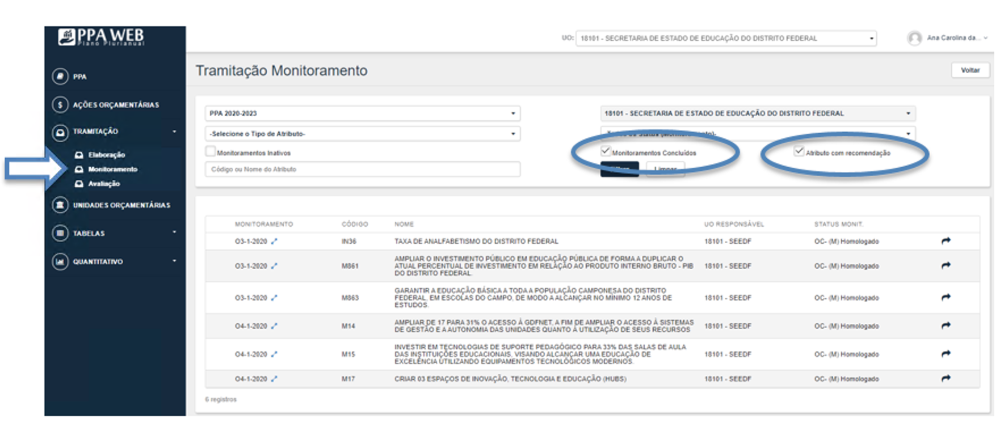 PPA WEB
Plano Plurianual
UO: 18101 - SECRETARIA DE ESTADO DE EDUCAÇÃO DO DISTRITO FEDERAL
Ana Carolina da...
PPA
AÇÕES ORÇAMENTÁRIAS
TRAMITAÇÃO
Elaboração
Monitoramento
Avaliação
UNIDADES ORÇAMENTÁRIAS
TABELAS
QUANTITATIVO
Tramitação Monitoramento
Voltar
PPA 2020-2023
18101 - SECRETARIA DE ESTADO DE EDUCAÇÃO DO DISTRITO FEDERAL
-Selecione o Tipo de Atributo-
Monitoramentos Inativos
Monitoramentos Concluídos
Atributo com recomendação
Código ou Nome do Atributo
Limpar
MONITORAMENTO CÓDIGO NOME UO RESPONSÁVEL STATUS MONIT.
O3-1-2020 IN36 TAXA DE ANALFABETISMO DO DISTRITO FEDERAL 18101 - SEEDF OC- (M) Homologado
AMPLIAR O INVESTIMENTO PÚBLICO EM EDUCAÇÃO PÚBLICA DE FORMA A DUPLICAR O
O3-1-2020 M861 ATUAL PERCENTUAL DE INVESTIMENTO EM RELAÇÃO AO PRODUTO INTERNO BRUTO - PIB 18101 - SEEDF OC- (M) Homologado
DO DISTRITO FEDERAL.
GARANTIR A EDUCAÇÃO BÁSICA A TODA A POPULAÇÃO CAMPONESA DO DISTRITO
O3-1-2020 M863 FEDERAL, EM ESCOLAS DO CAMPO, DE MODO A ALCANÇAR NO MÍNIMO 12 ANOS DE 18101 - SEEDF OC- (M) Homologado
ESTUDOS.
AMPLIAR DE 17 PARA 31% O ACESSO À GDFNET, A FIM DE AMPLIAR O ACESSO À SISTEMAS
O4-1-2020 M14 DE GESTÃO E A AUTONOMIA DAS UNIDADES QUANTO À UTILIZAÇÃO DE SEUS RECURSOS 18101 - SEEDF OC- (M) Homologado
INVESTIR EM TECNOLOGIAS DE SUPORTE PEDAGÓGICO PARA 33% DAS SALAS DE AULA
O4-1-2020 M15 DAS INSTITUIÇÕES EDUCACIONAIS, VISANDO ALCANÇAR UMA EDUCAÇÃO DE 18101 - SEEDF OC- (M) Homologado
EXCELÊNCIA UTILIZANDO EQUIPAMENTOS TECNOLÓGICOS MODERNOS.
O4-1-2020 M17 CRIAR 03 ESPAÇOS DE INOVAÇÃO, TECNOLOGIA E EDUCAÇÃO (HUBS) 18101 - SEEDF OC- (M) Homologado
6 registros